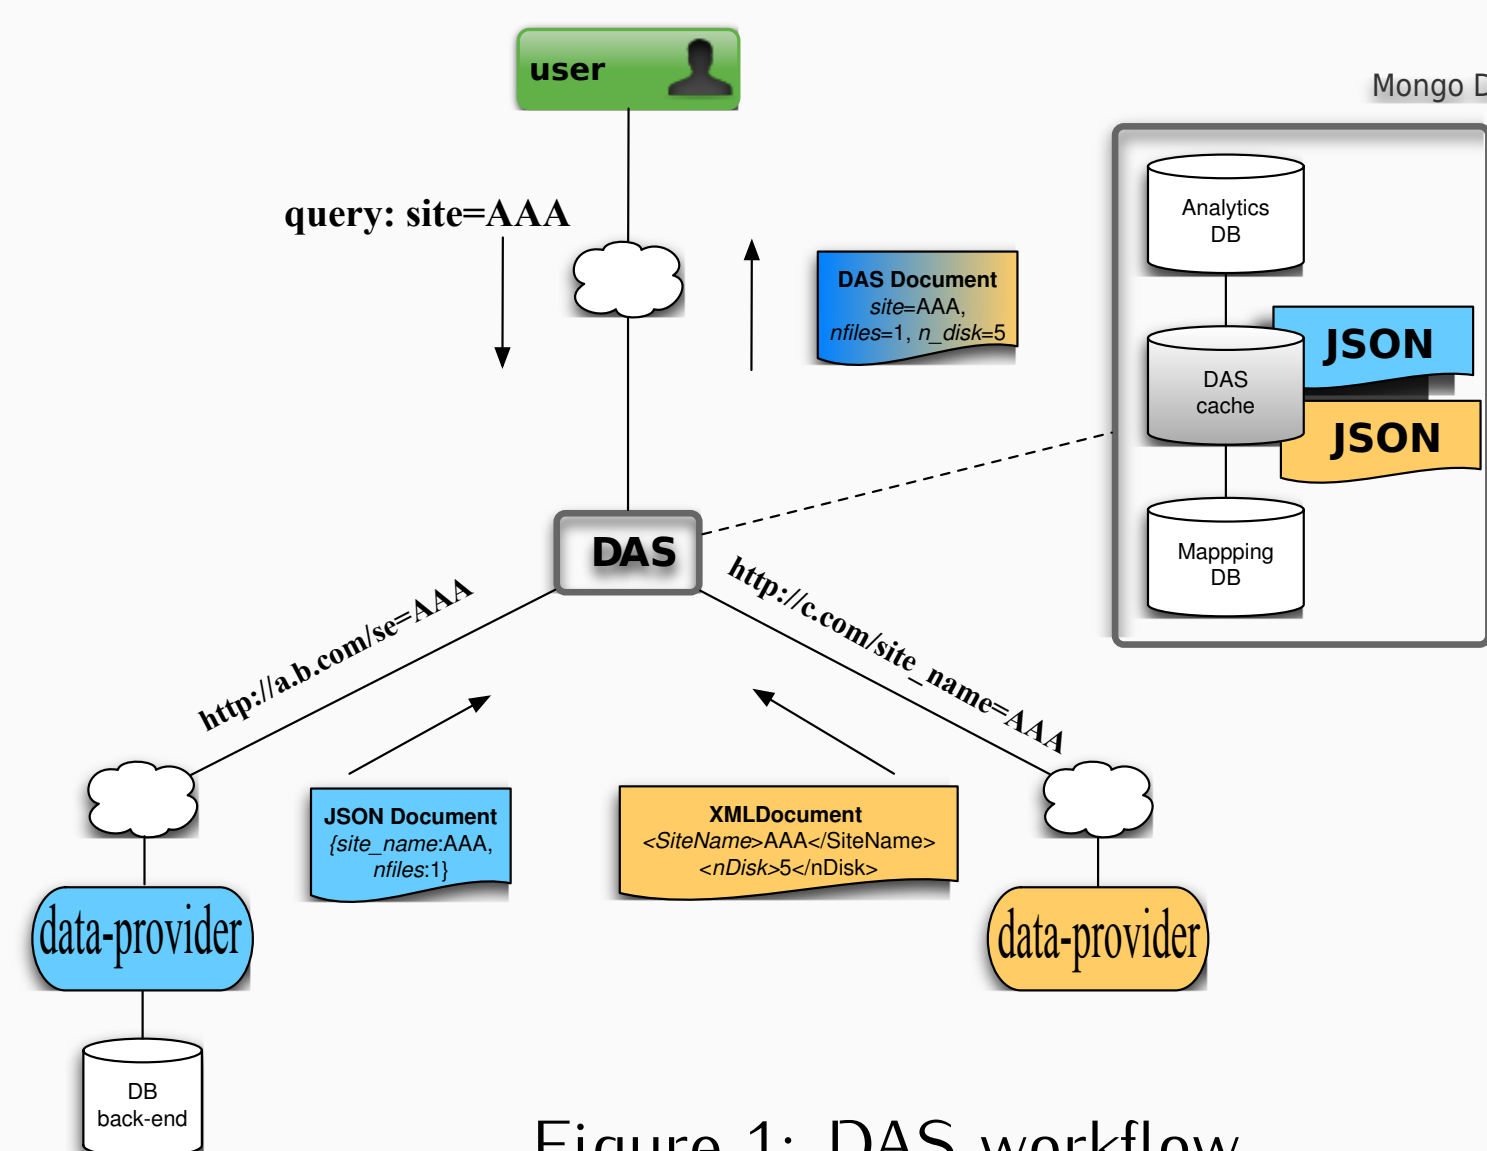 user
Mongo D
query: site=AAA
Analytics
DB
DAS Document
site=AAA,
nfiles=1, n_disk=5
JSON
DAS
cache
JSON
Mappping
DB
DAS
http://a.b.com/se=AAA
http://c.com/site_name=AAA
JSON Document
{site_name:AAA,
nfiles:1}
XMLDocument
<SiteName>AAA</SiteName>
<nDisk>5</nDisk>
data-provider
data-provider
DB
back-end
Figure 1: DAS workflow